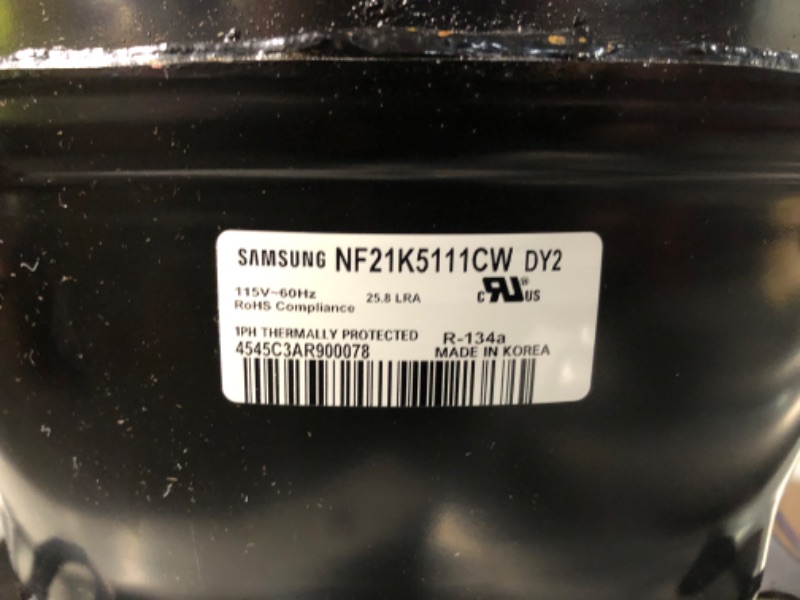 SAMSUNG NF21K5111CW DY2
115V~60Hz 25.8 LRA c RU® US
RoHS Compliance
1PH THERMALLY PROTECTED R-134a
4545C3AR900078 MADE IN KOREA